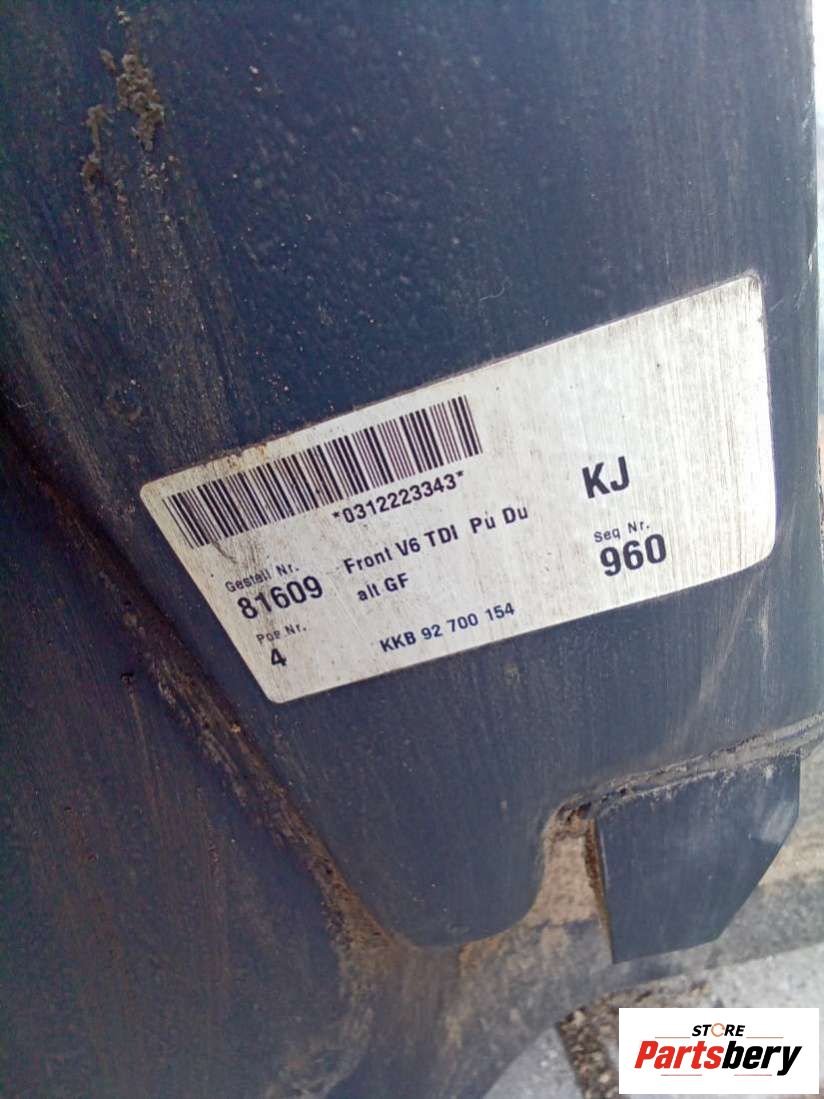 *0312223343*
KJ
Gestell Nr.
81609
Front V6 TDI Pu Du
alt GF
Seq Nr.
960
Pos Nr.
4
KKB 92 700 154
STORE
Partsbery